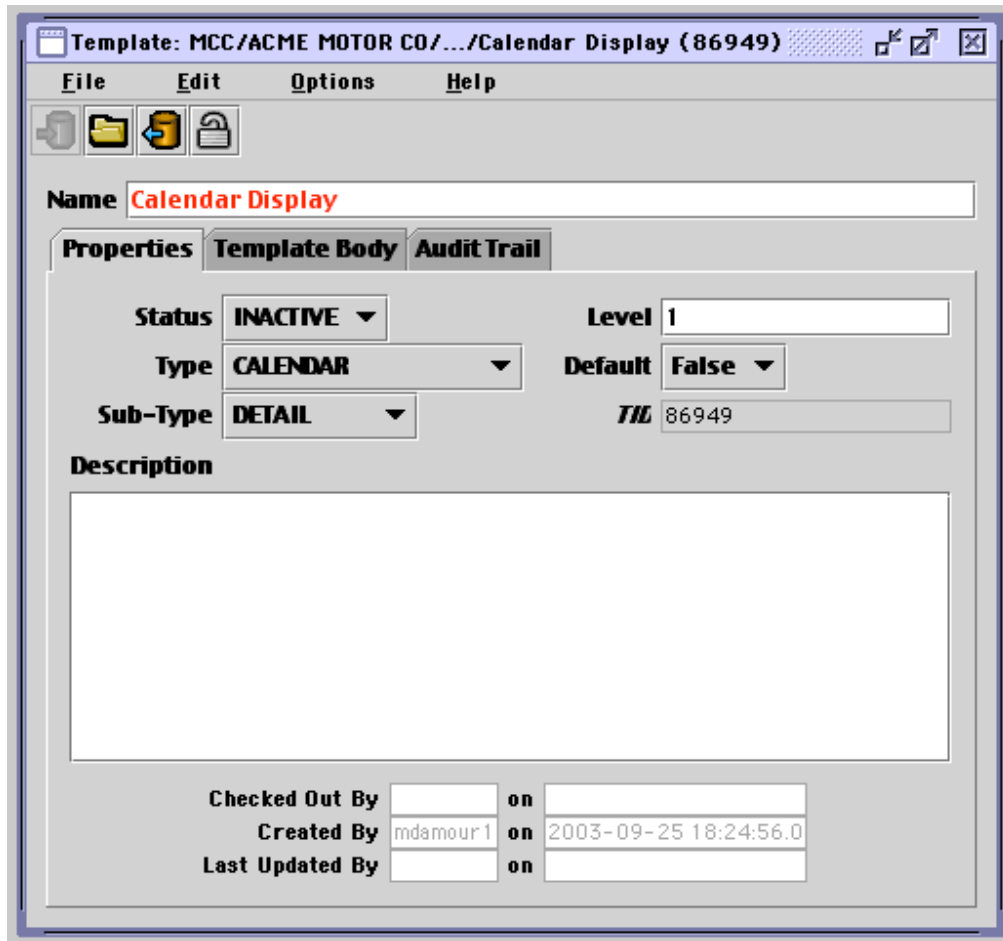 Template: MCC/ACME MOTOR CO/.../Calendar Display (86949)
File Edit Options Help
Name Calendar Display
Properties Template Body Audit Trail
Status INACTIVE Level 1
Type CALENDAR Default False
Sub-Type DETAIL TIL 86949
Description
Checked Out By on
Created By mdamour1 on 2003-09-25 18:24:56.0
Last Updated By on